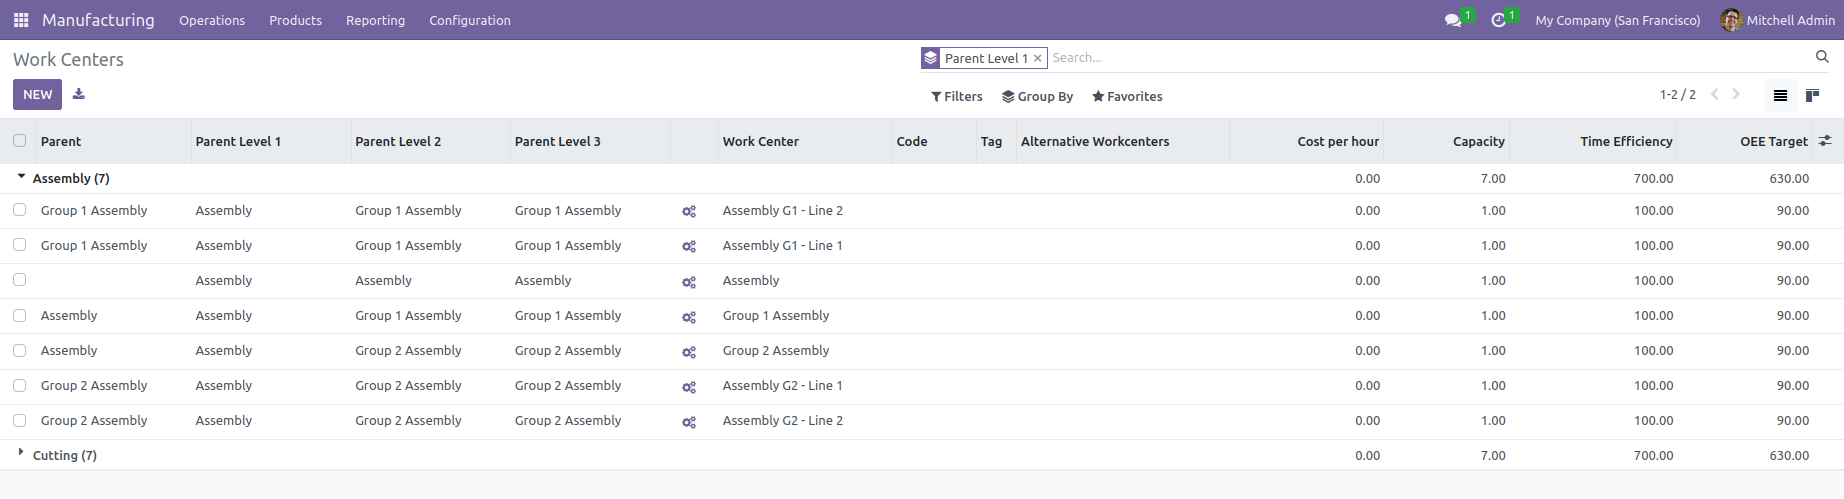 Manufacturing Operations Products Reporting Configuration 1 1 My Company (San Francisco) Mitchell Admin
Work Centers Parent Level 1 × Search...
NEW Filters Group By Favorites 1-2 / 2
Parent Parent Level 1 Parent Level 2 Parent Level 3 Work Center Code Tag Alternative Workcenters Cost per hour Capacity Time Efficiency OEE Target
Assembly (7) 0.00 7.00 700.00 630.00
Group 1 Assembly Assembly Group 1 Assembly Group 1 Assembly Assembly G1 - Line 2 0.00 1.00 100.00 90.00
Group 1 Assembly Assembly Group 1 Assembly Group 1 Assembly Assembly G1 - Line 1 0.00 1.00 100.00 90.00
Assembly Assembly Assembly Assembly 0.00 1.00 100.00 90.00
Assembly Assembly Group 1 Assembly Group 1 Assembly Group 1 Assembly 0.00 1.00 100.00 90.00
Assembly Assembly Group 2 Assembly Group 2 Assembly Group 2 Assembly 0.00 1.00 100.00 90.00
Group 2 Assembly Assembly Group 2 Assembly Group 2 Assembly Assembly G2 - Line 1 0.00 1.00 100.00 90.00
Group 2 Assembly Assembly Group 2 Assembly Group 2 Assembly Assembly G2 - Line 2 0.00 1.00 100.00 90.00
Cutting (7) 0.00 7.00 700.00 630.00